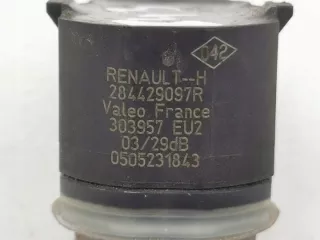 042
RENAULT--H
284429097R
Valeo France
303957 EU2
03/29dB
0505231843